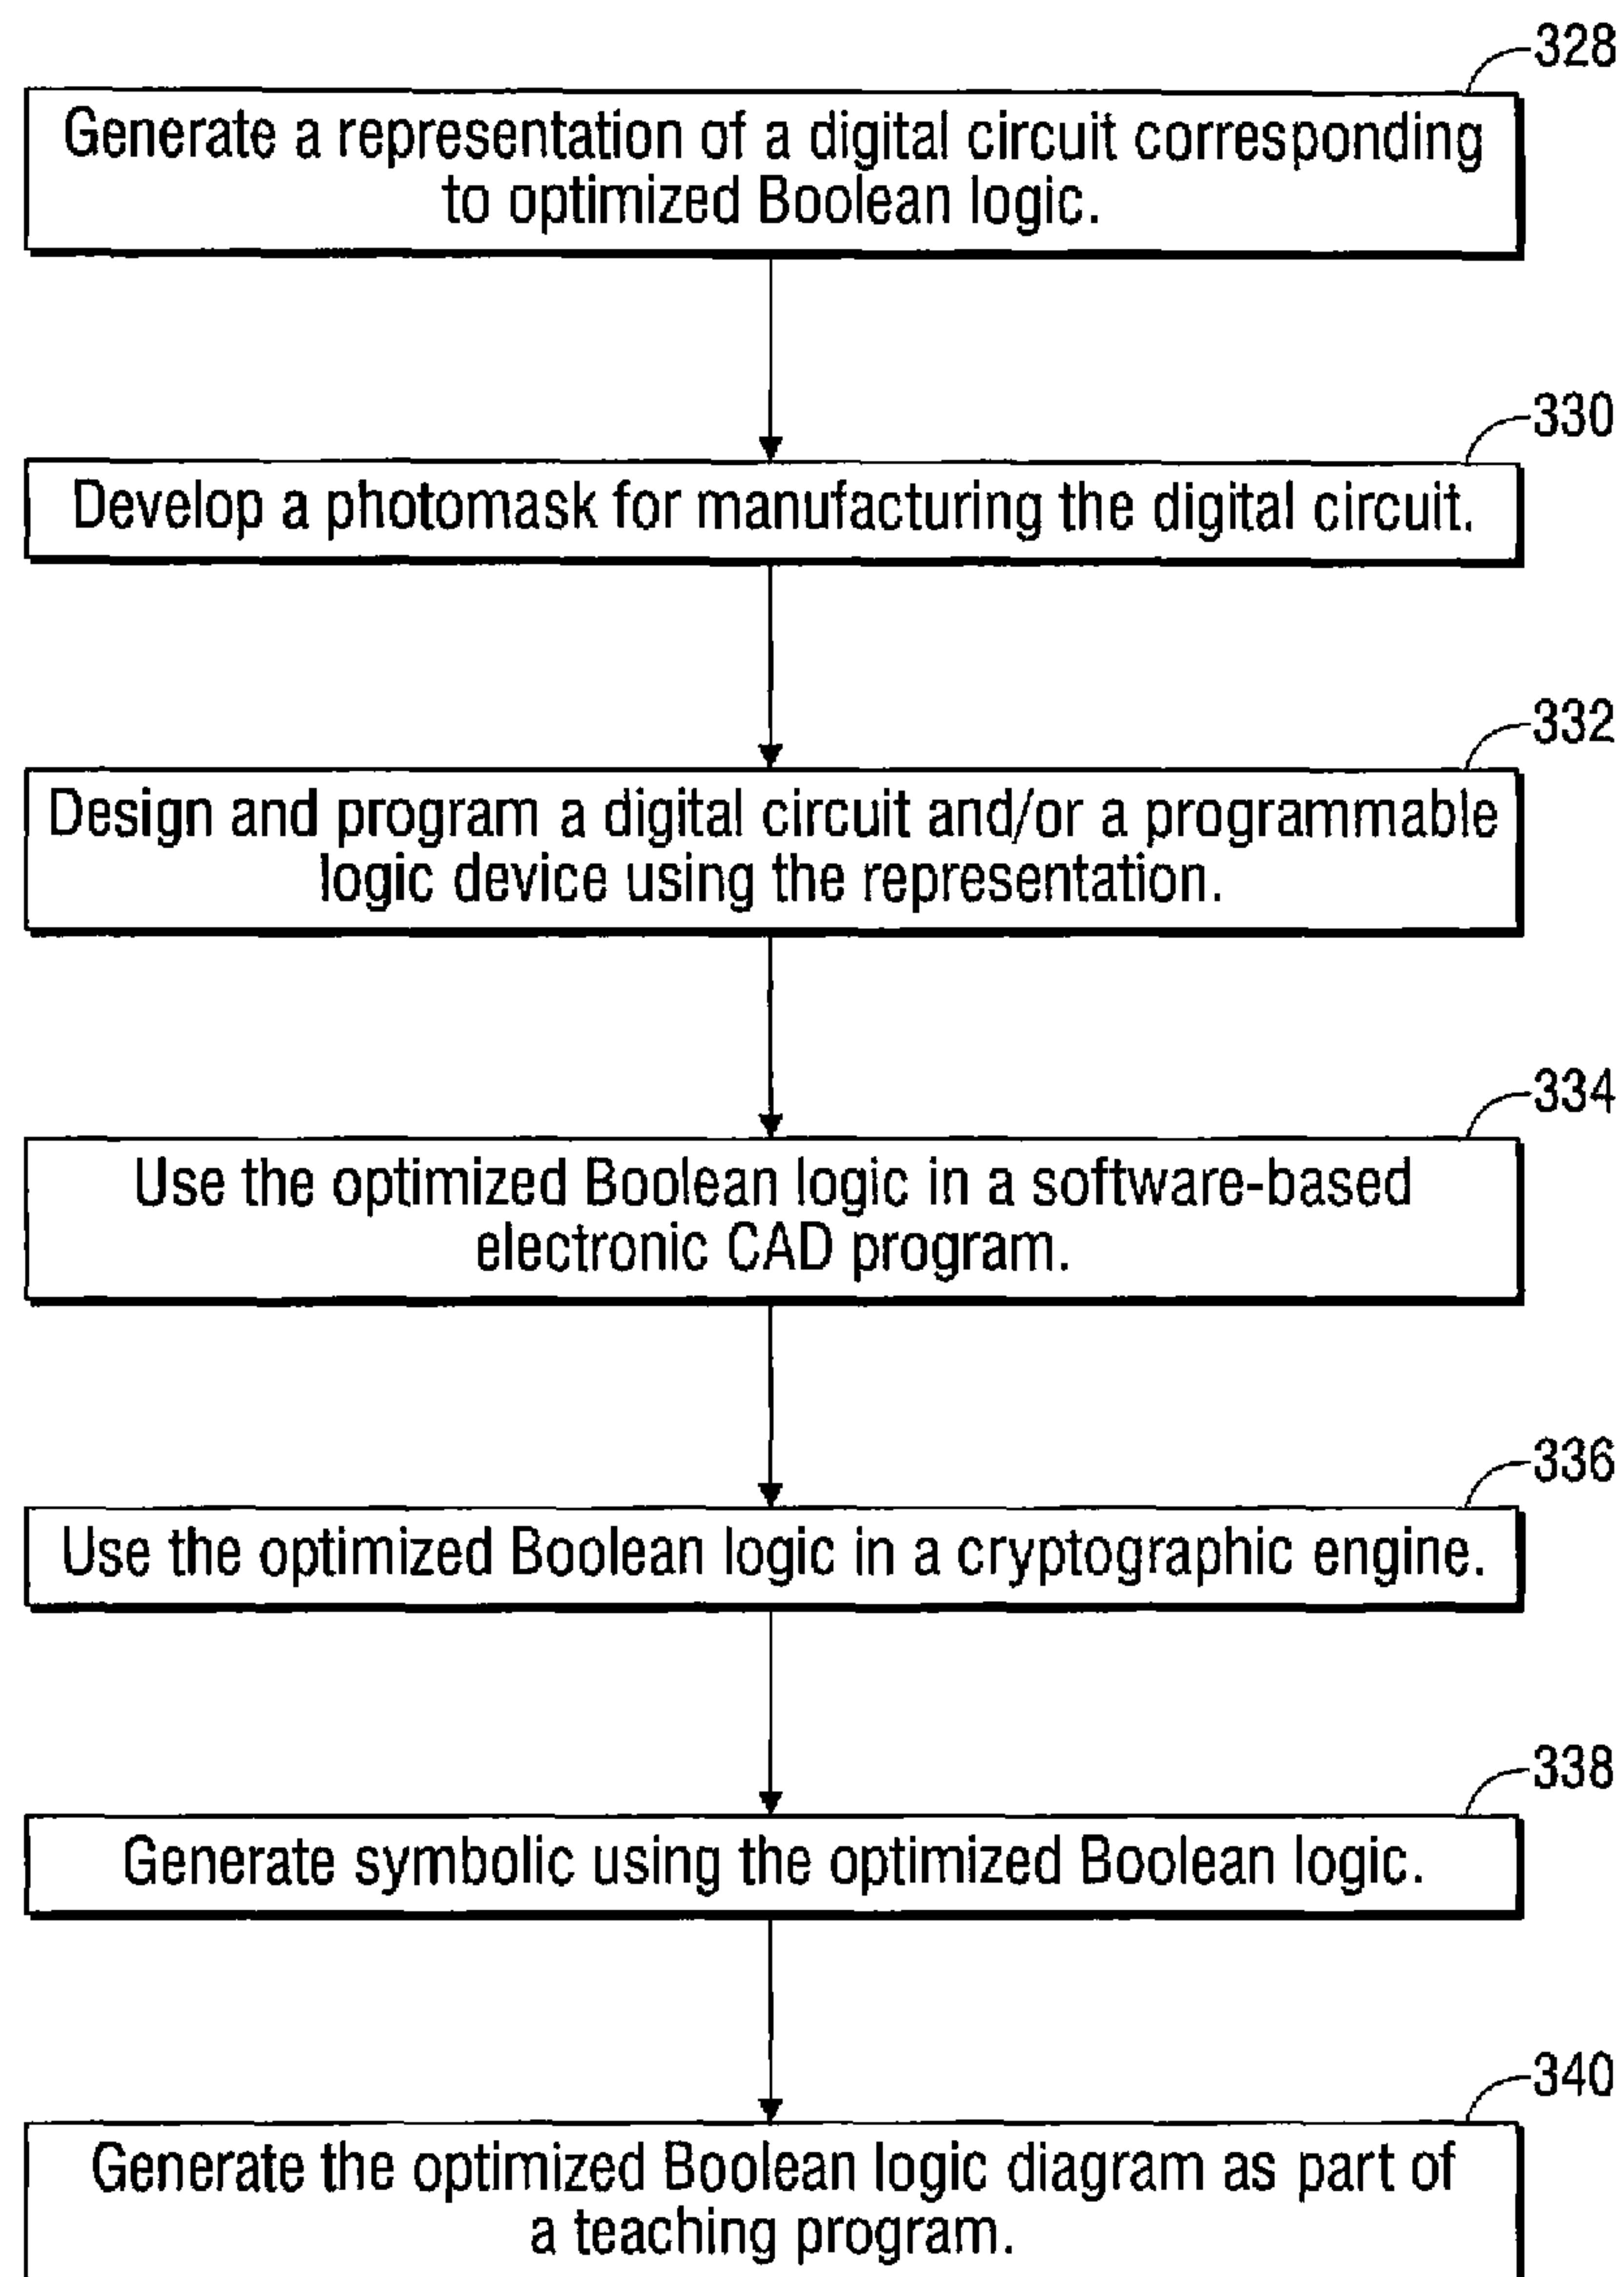 328
Generate a representation of a digital circuit corresponding
to optimized Boolean logic.
330
Develop a photomask for manufacturing the digital circuit.
332
Design and program a digital circuit and/or a programmable
logic device using the representation.
334
Use the optimized Boolean logic in a software-based
electronic CAD program.
336
Use the optimized Boolean logic in a cryptographic engine.
338
Generate symbolic using the optimized Boolean logic.
340
Generate the optimized Boolean logic diagram as part of
a teaching program.